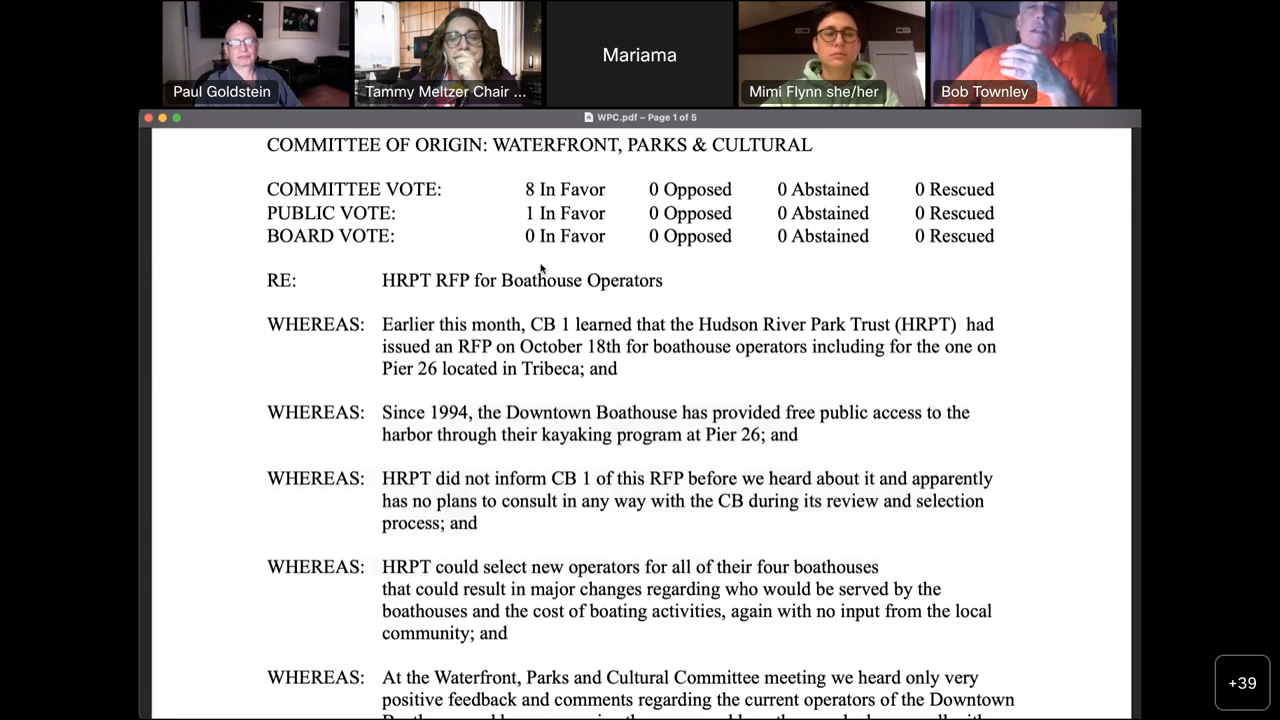 Paul Goldstein
Tammy Meltzer Chair ...
Mariama
Mimi Flynn she/her
Bob Townley
WPC.pdf – Page 1 of 5
COMMITTEE OF ORIGIN: WATERFRONT, PARKS & CULTURAL
COMMITTEE VOTE: 8 In Favor 0 Opposed 0 Abstained 0 Rescued
PUBLIC VOTE: 1 In Favor 0 Opposed 0 Abstained 0 Rescued
BOARD VOTE: 0 In Favor 0 Opposed 0 Abstained 0 Rescued
RE: HRPT RFP for Boathouse Operators
WHEREAS: Earlier this month, CB 1 learned that the Hudson River Park Trust (HRPT) had
issued an RFP on October 18th for boathouse operators including for the one on
Pier 26 located in Tribeca; and
WHEREAS: Since 1994, the Downtown Boathouse has provided free public access to the
harbor through their kayaking program at Pier 26; and
WHEREAS: HRPT did not inform CB 1 of this RFP before we heard about it and apparently
has no plans to consult in any way with the CB during its review and selection
process; and
WHEREAS: HRPT could select new operators for all of their four boathouses
that could result in major changes regarding who would be served by the
boathouses and the cost of boating activities, again with no input from the local
community; and
WHEREAS: At the Waterfront, Parks and Cultural Committee meeting we heard only very
positive feedback and comments regarding the current operators of the Downtown
+39